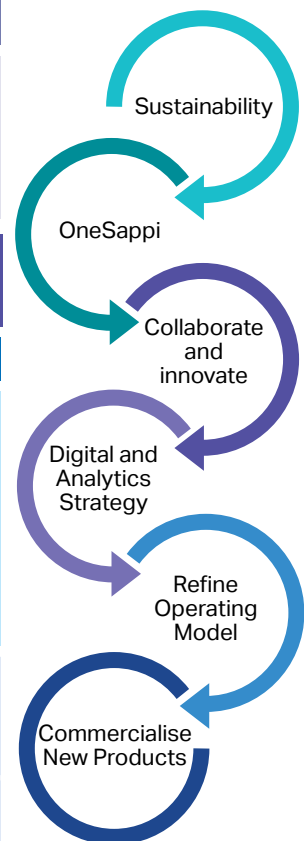 Sustainability
OneSappi
Collaborate
and
innovate
Digital and
Analytics
Strategy
Refine
Operating
Model
Commercialise
New Products